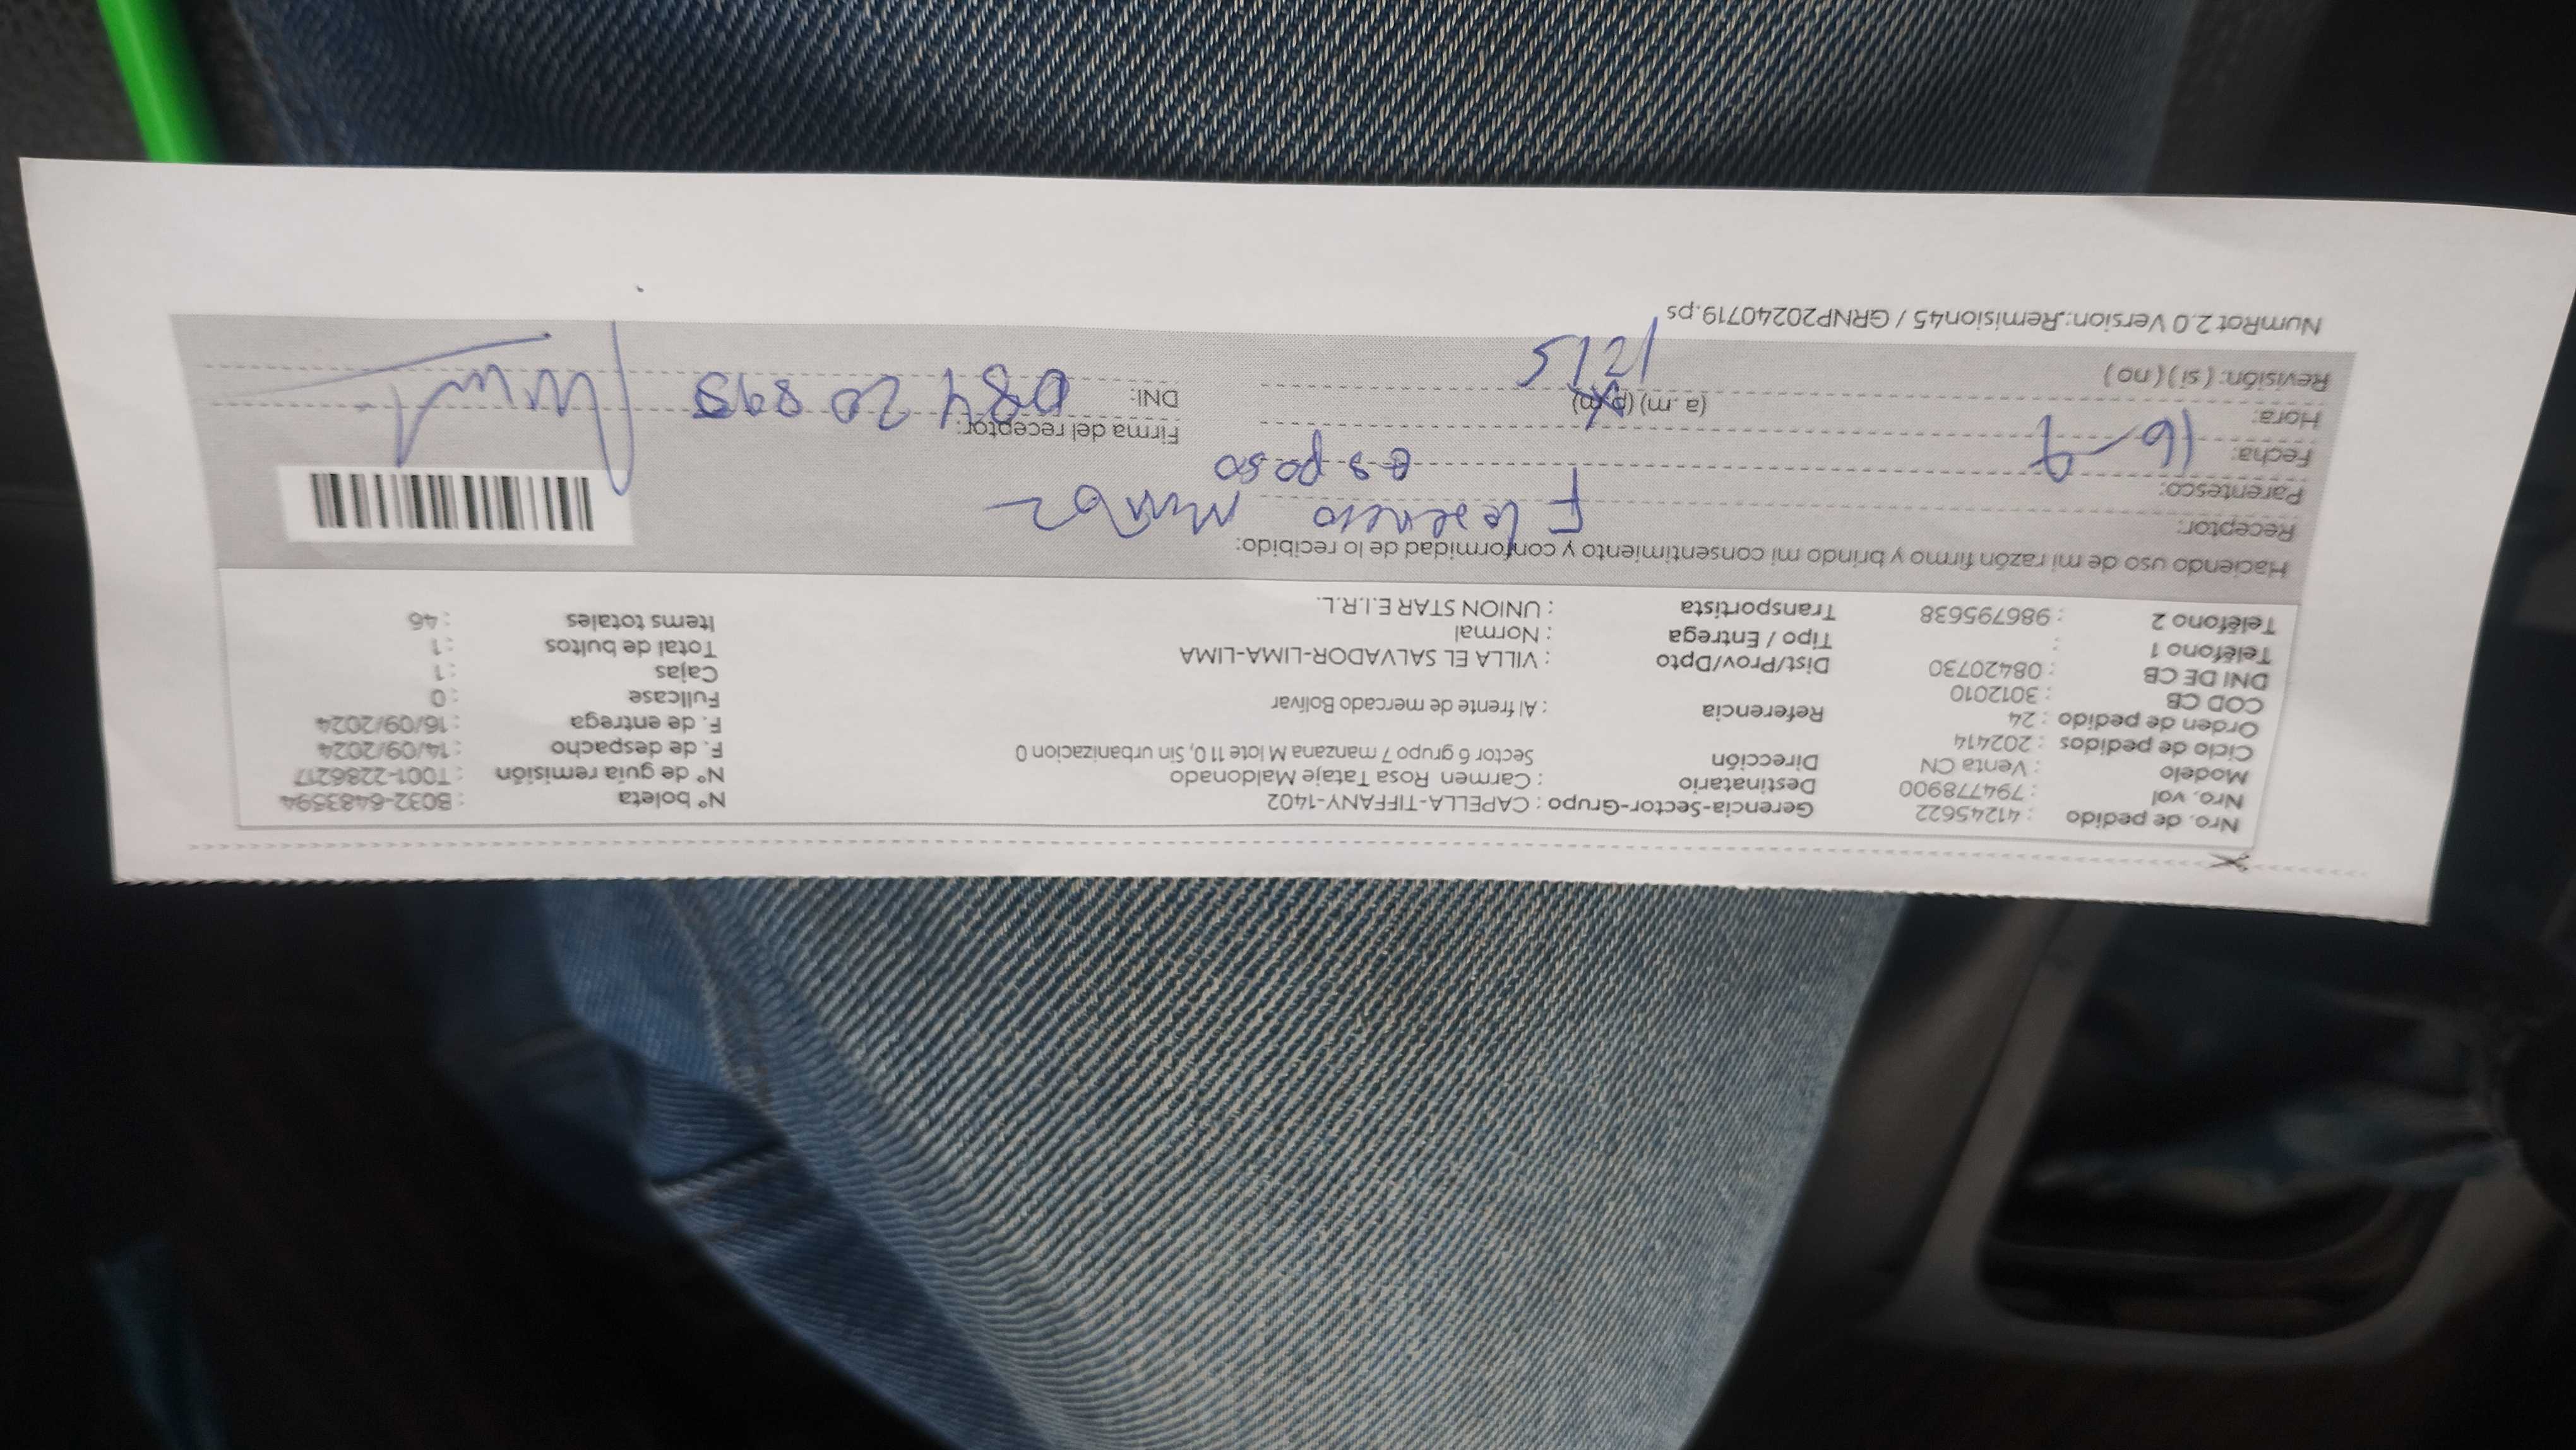 Nro. de pedido : 41245622 Gerencia-Sector-Grupo : CAPELLA-TIFFANY-1402 N° boleta : B032-6483594
Nro. vol : 794778900 Destinatario : Carmen Rosa Tataje Maldonado N° de guia remisión : T001-2286217
Modelo : Venta CN Dirección Sector 6 grupo 7 manzana M lote 11 0, Sin urbanizacion 0 F. de despacho : 14/09/2024
Ciclo de pedidos : 202414 F. de entrega : 16/09/2024
Orden de pedido : 24 Referencia : Al frente de mercado Bolivar Fullcase : 0
COD CB : 3012010 Cajas : 1
DNI DE CB : 08420730 Dist/Prov/Dpto : VILLA EL SALVADOR-LIMA-LIMA Total de bultos : 1
Teléfono 1 : Tipo / Entrega : Normal Items totales : 46
Teléfono 2 : 986795638 Transportista : UNION STAR E.I.R.L.
Haciendo uso de mi razón firmo y brindo mi consentimiento y conformidad de lo recibido:
Receptor:
Parentesco: esposo
Fecha: 16-9 Firma del receptor:
Hora: (a. m) (p. m) DNI: 08420898
Revisión: ( si ) ( no ) 1215
NumRot 2.0 Version:.Remision45 / GRNP20240719.ps